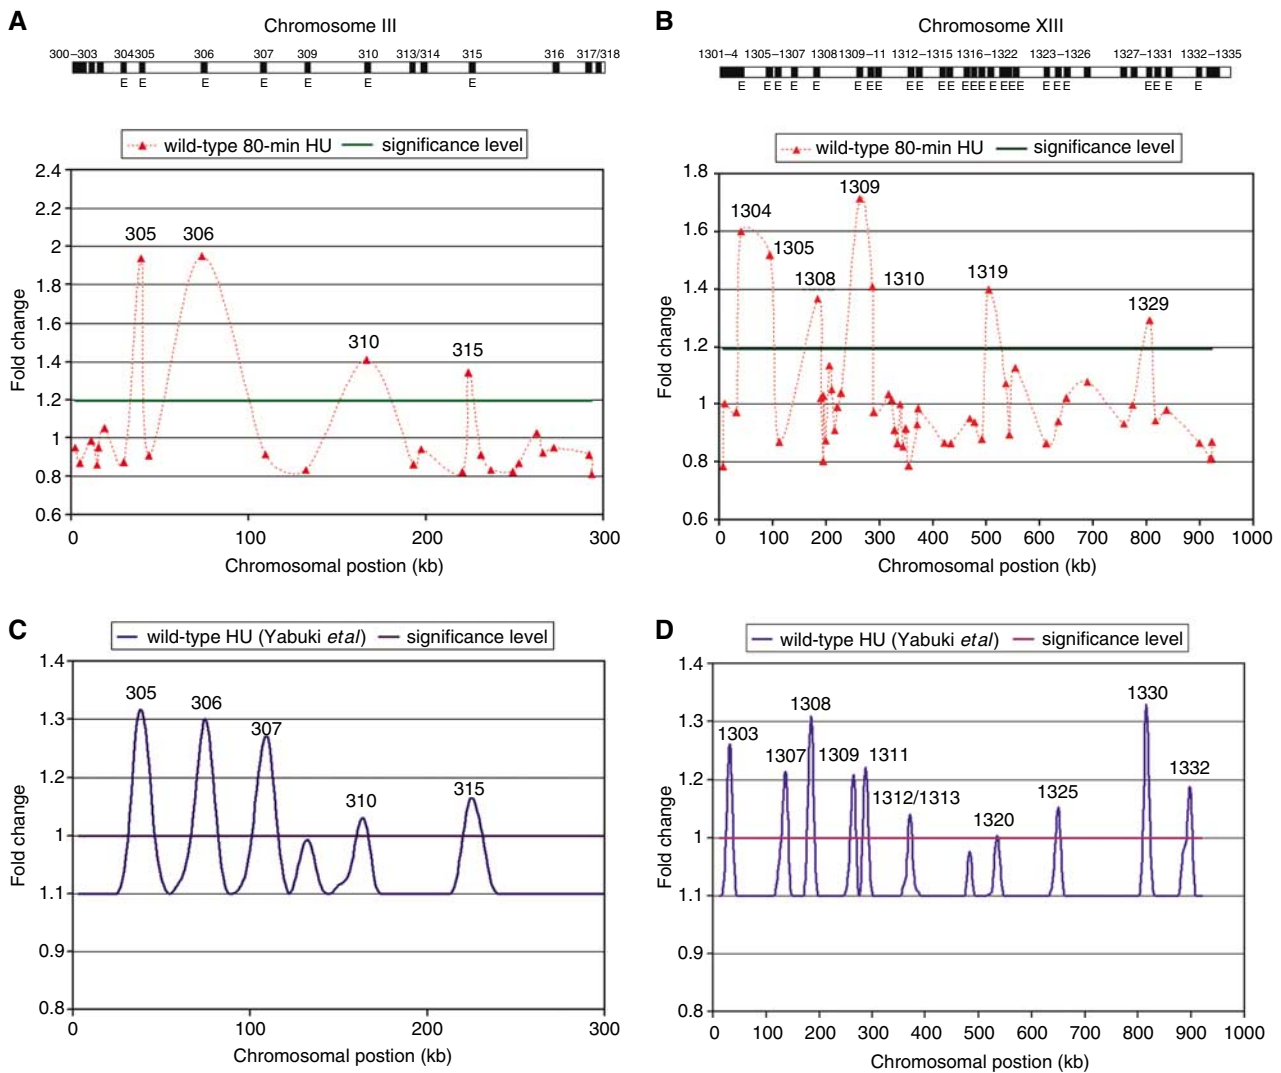 A
Chromosome III
300–303 304 305 306 307 309 310 313/314 315 316 317/318
E E E E E E E
wild-type 80-min HU significance level
2.4
2.2
2
1.8
1.6
1.4
1.2
1
0.8
0.6
Fold change
305 306
310
315
0 100 200 300
Chromosomal postion (kb)
B
Chromosome XIII
1301–4 1305–1307 1308 1309–11 1312–1315 1316–1322 1323–1326 1327–1331 1332–1335
E E E E E E E E E E E E E E E E E E E E E E E E E
wild-type 80-min HU significance level
1.8
1.6
1.4
1.2
1
0.8
0.6
Fold change
1309
1304
1305
1308
1310
1319
1329
0 100 200 300 400 500 600 700 800 900 1000
Chromosomal postion (kb)
C
wild-type HU (Yabuki etal) significance level
1.4
1.3
1.2
1
1.1
0.9
0.8
Fold change
305
306
307
310
315
0 100 200 300
Chromosomal postion (kb)
D
wild-type HU (Yabuki etal) significance level
1.4
1.3
1.2
1
1.1
0.9
0.8
Fold change
1303
1307
1308
1309
1311
1312/1313
1320
1325
1330
1332
0 100 200 300 400 500 600 700 800 900 1000
Chromosomal postion (kb)